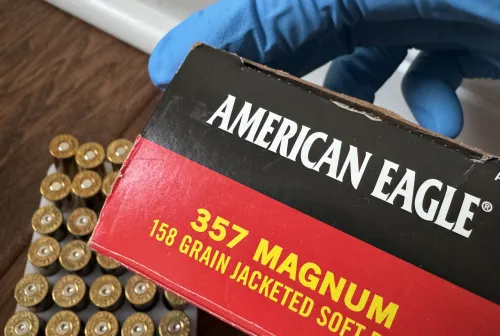 AMERICAN EAGLE®
357 MAGNUM
158 GRAIN JACKETED SOFT